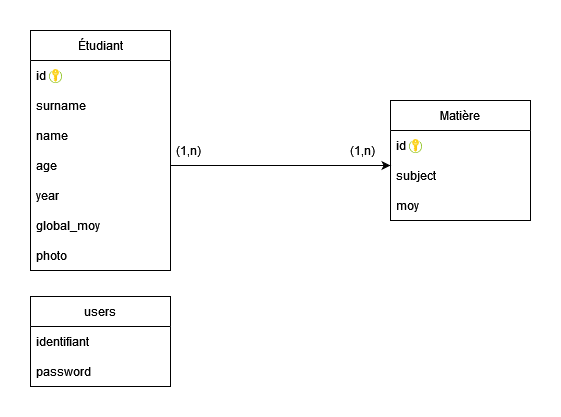 Étudiant
id
surname
name
age
year
global_moy
photo
(1,n)
(1,n)
Matière
id
subject
moy
users
identifiant
password